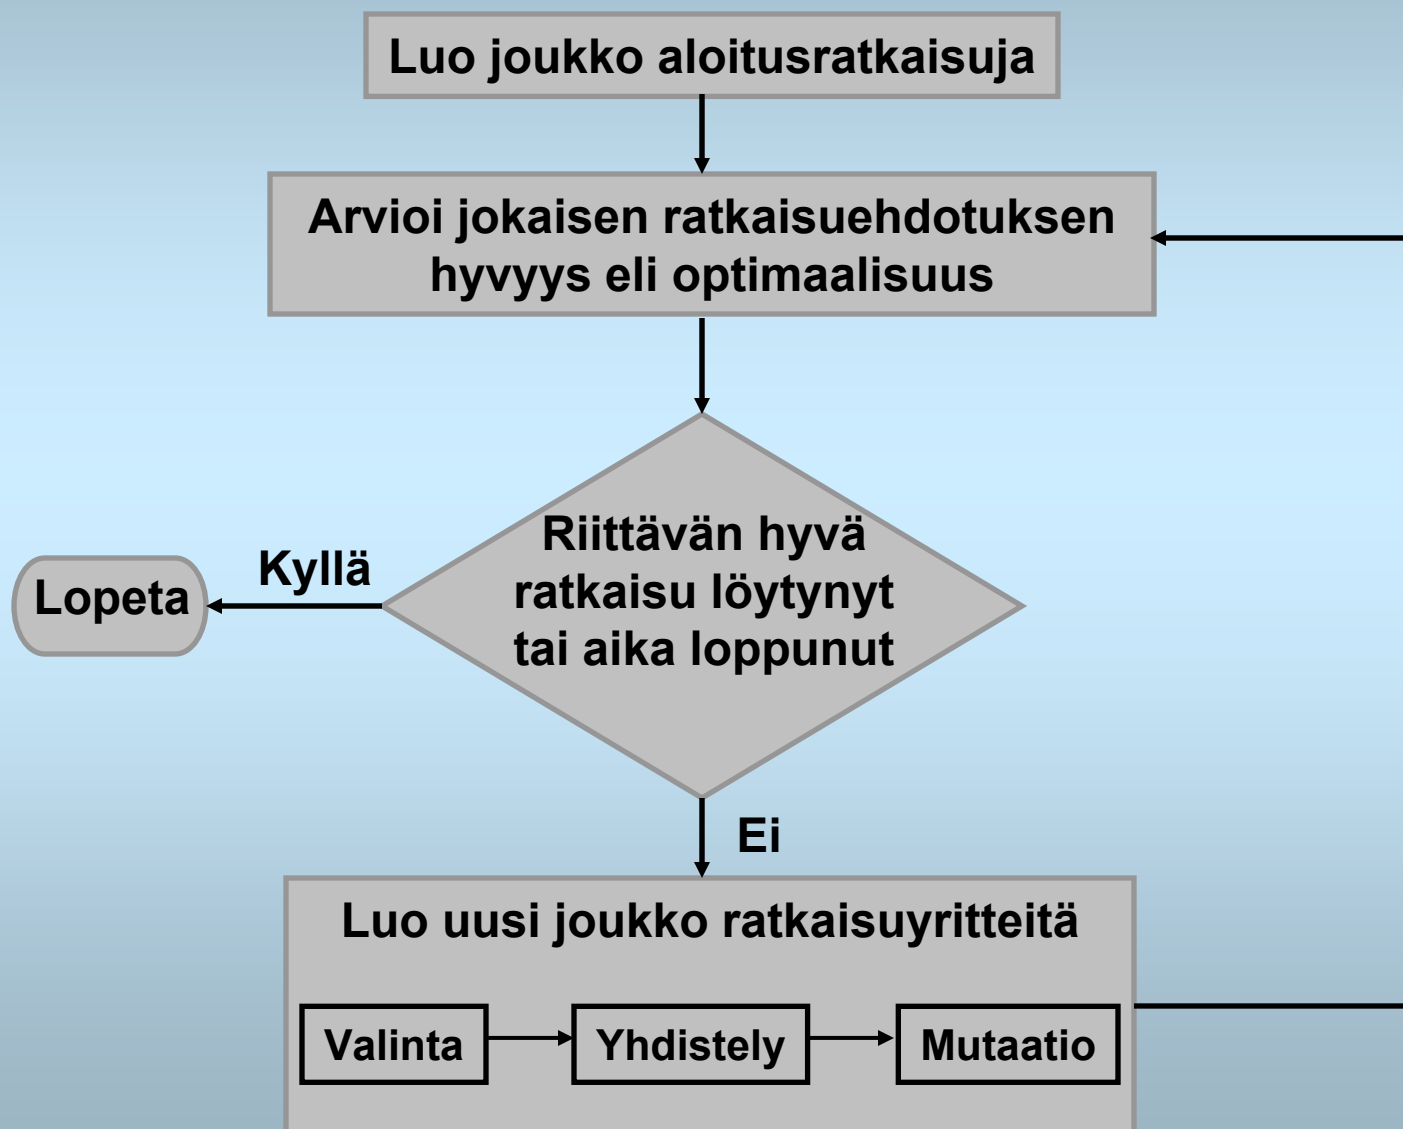 Luo joukko aloitusratkaisuja
Arvioi jokaisen ratkaisuehdotuksen
hyvyys eli optimaalisuus
Riittävän hyvä
ratkaisu löytynyt
tai aika loppunut
Kyllä
Lopeta
Ei
Luo uusi joukko ratkaisuyritteitä
Valinta
Yhdistely
Mutaatio